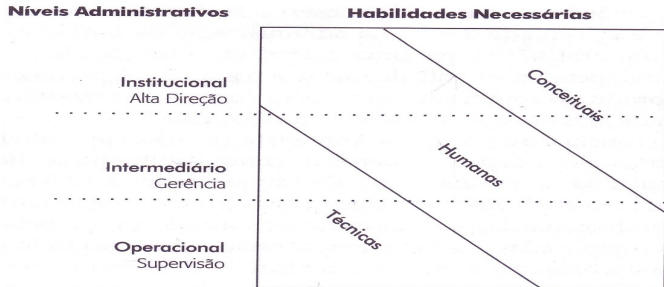 Níveis Administrativos
Habilidades Necessárias
Institucional
Alta Direção
Conceituais
Intermediário
Gerência
Humanas
Operacional
Supervisão
Técnicas